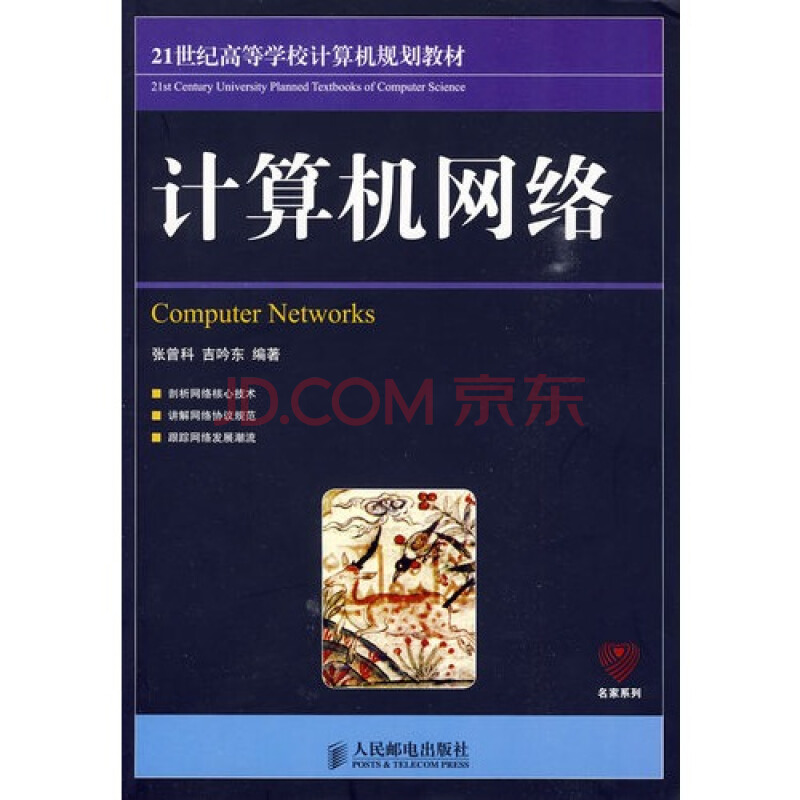 21世纪高等学校计算机规划教材
21st Century University Planned Textbooks of Computer Science
计算机网络
Computer Networks
张曾科 吉吟东 编著
剖析网络核心技术
讲解网络协议规范
跟踪网络发展潮流
JD.COM 京东
名家系列
人民邮电出版社
POSTS & TELECOM PRESS